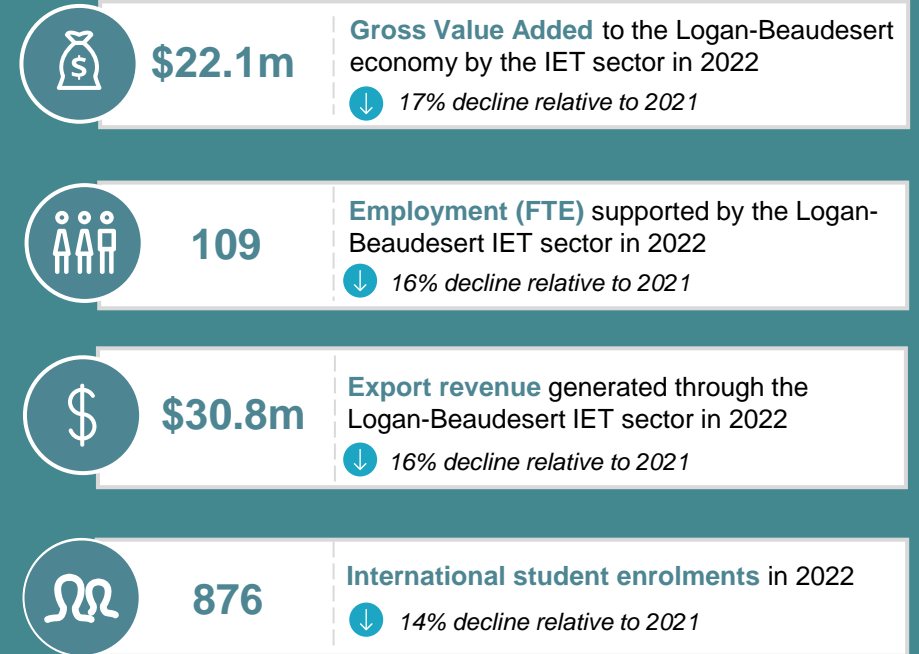 $22.1m
Gross Value Added to the Logan-Beaudesert
economy by the IET sector in 2022
17% decline relative to 2021
109
Employment (FTE) supported by the Logan-
Beaudesert IET sector in 2022
16% decline relative to 2021
$
$30.8m
Export revenue generated through the
Logan-Beaudesert IET sector in 2022
16% decline relative to 2021
876
International student enrolments in 2022
14% decline relative to 2021